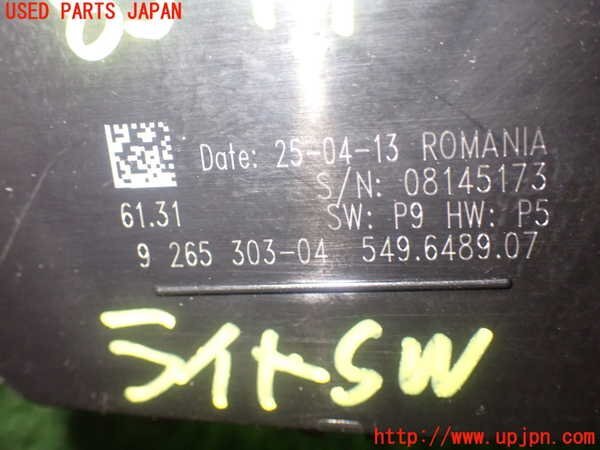 USED PARTS JAPAN
Date: 25-04-13 ROMANIA
S/N: 08145173
61.31 SW: P9 HW: P5
9 265 303-04 549.6489.07
ライトSW
http://www.upjpn.com